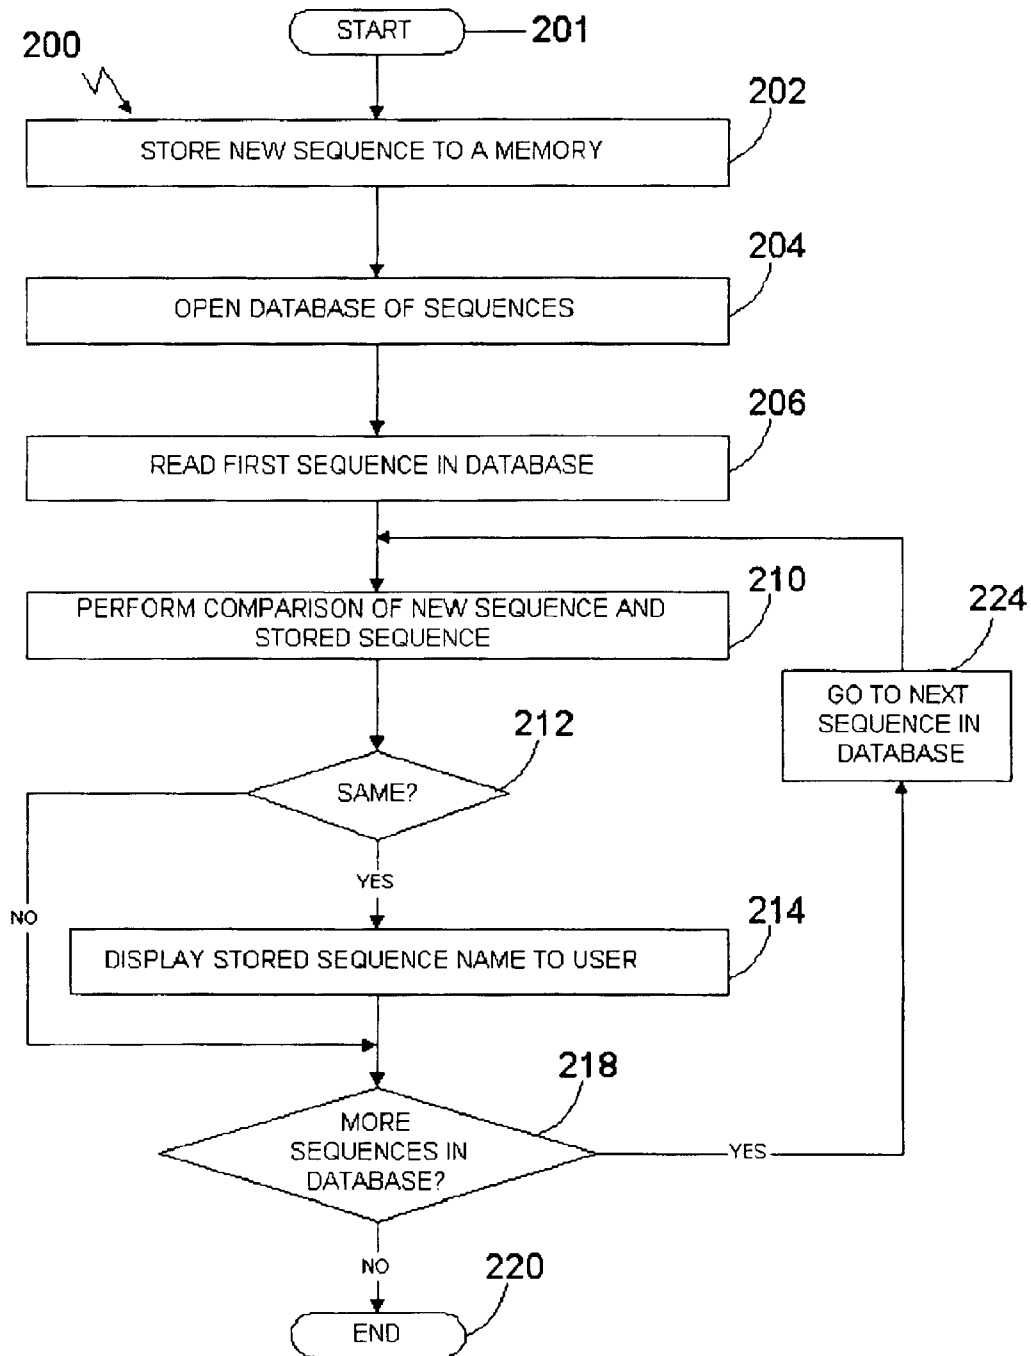 START
201
200
202
STORE NEW SEQUENCE TO A MEMORY
204
OPEN DATABASE OF SEQUENCES
206
READ FIRST SEQUENCE IN DATABASE
210
PERFORM COMPARISON OF NEW SEQUENCE AND
STORED SEQUENCE
224
GO TO NEXT
SEQUENCE IN
DATABASE
212
SAME?
YES
NO
214
DISPLAY STORED SEQUENCE NAME TO USER
218
MORE
SEQUENCES IN
DATABASE?
YES
NO
220
END